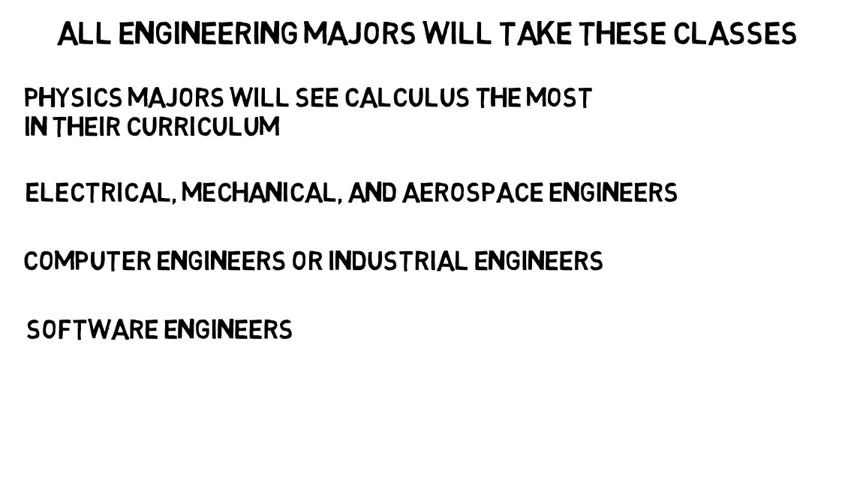 ALL ENGINEERING MAJORS WILL TAKE THESE CLASSES
PHYSICS MAJORS WILL SEE CALCULUS THE MOST
IN THEIR CURRICULUM
ELECTRICAL, MECHANICAL, AND AEROSPACE ENGINEERS
COMPUTER ENGINEERS OR INDUSTRIAL ENGINEERS
SOFTWARE ENGINEERS